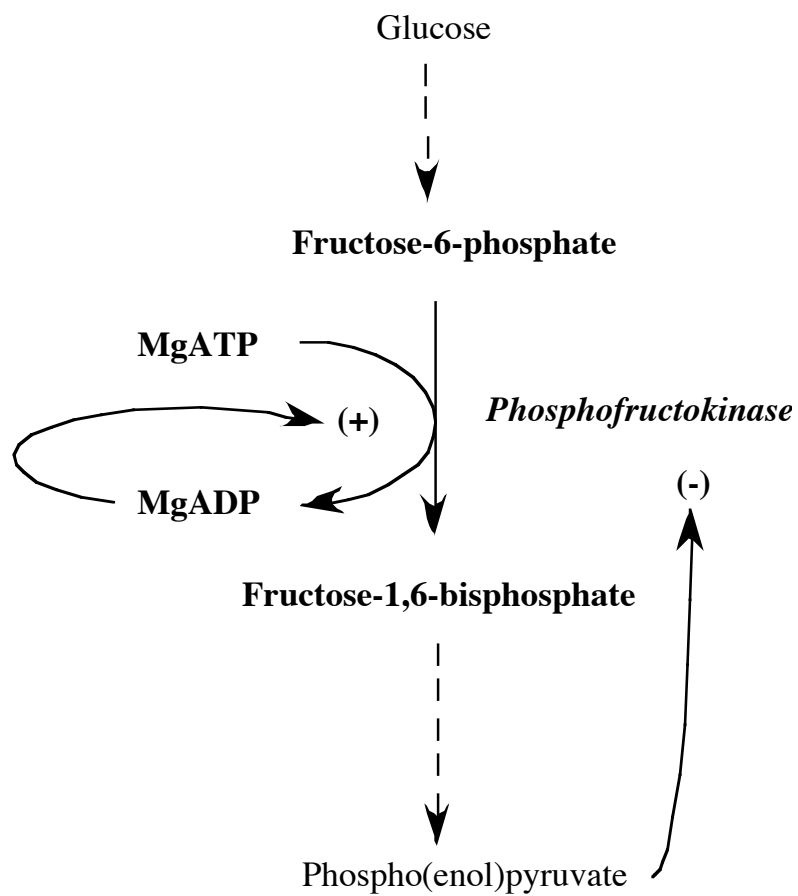 Glucose
Fructose-6-phosphate
MgATP
(+)
Phosphofructokinase
(-)
MgADP
Fructose-1,6-bisphosphate
Phospho(enol)pyruvate